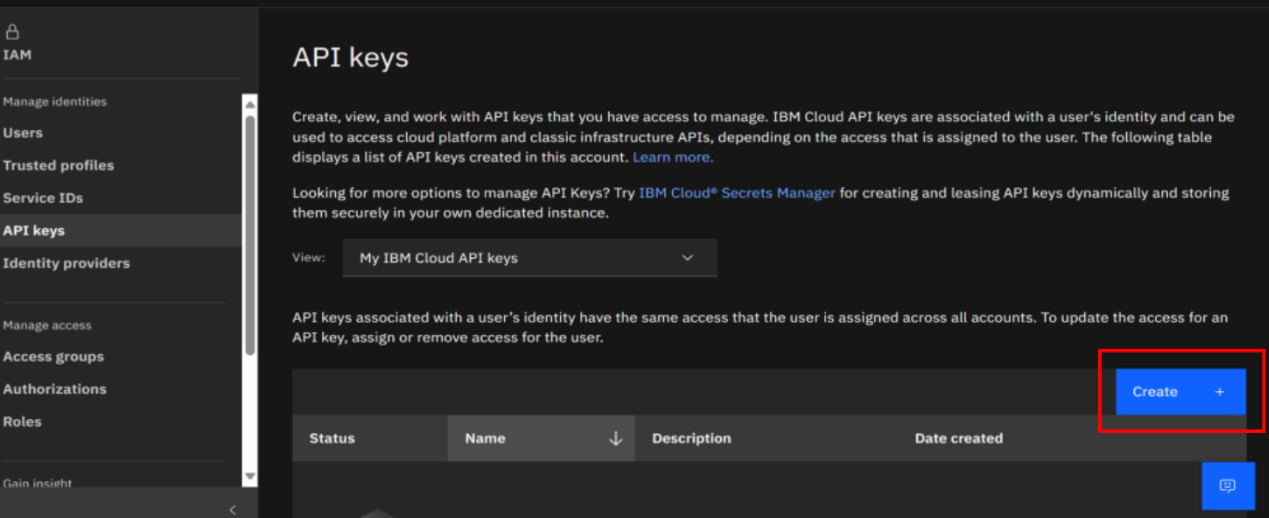 IAM
Manage identities
Users
Trusted profiles
Service IDs
API keys
Identity providers
Manage access
Access groups
Authorizations
Roles
Gain insight
API keys
Create, view, and work with API keys that you have access to manage. IBM Cloud API keys are associated with a user's identity and can be
used to access cloud platform and classic infrastructure APIs, depending on the access that is assigned to the user. The following table
displays a list of API keys created in this account. Learn more.
Looking for more options to manage API Keys? Try IBM Cloud® Secrets Manager for creating and leasing API keys dynamically and storing
them securely in your own dedicated instance.
View: My IBM Cloud API keys
API keys associated with a user's identity have the same access that the user is assigned across all accounts. To update the access for an
API key, assign or remove access for the user.
Create +
Status Name Description Date created